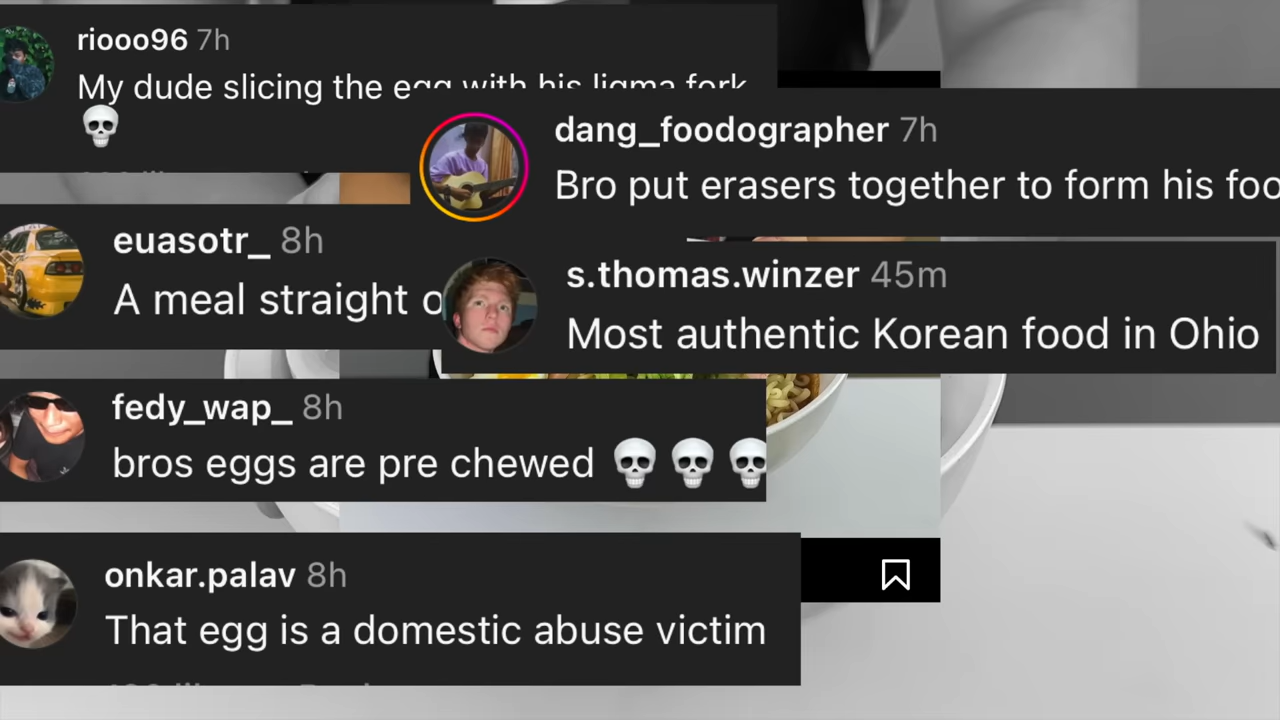 riooo96 7h
My dude slicing the egg with his ligma fork
💀
dang_foodographer 7h
Bro put erasers together to form his foo
euasotr_ 8h
A meal straight o
s.thomas.winzer 45m
Most authentic Korean food in Ohio
fedy_wap_ 8h
bros eggs are pre chewed 💀💀💀
onkar.palav 8h
That egg is a domestic abuse victim